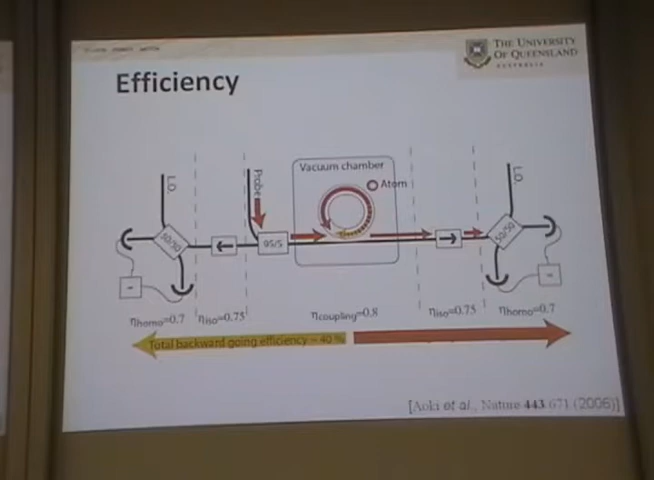 THE UNIVERSITY
OF QUEENSLAND
AUSTRALIA
Efficiency
Vacuum chamber
LO
Probe
Atom
LO
50/50
95/5
50/50
-
-
ηhomo=0.7
ηiso=0.75
ηcoupling=0.8
ηiso=0.75
ηhomo=0.7
Total backward going efficiency ~ 40 %
[Aoki et al., Nature 443 671 (2006)]